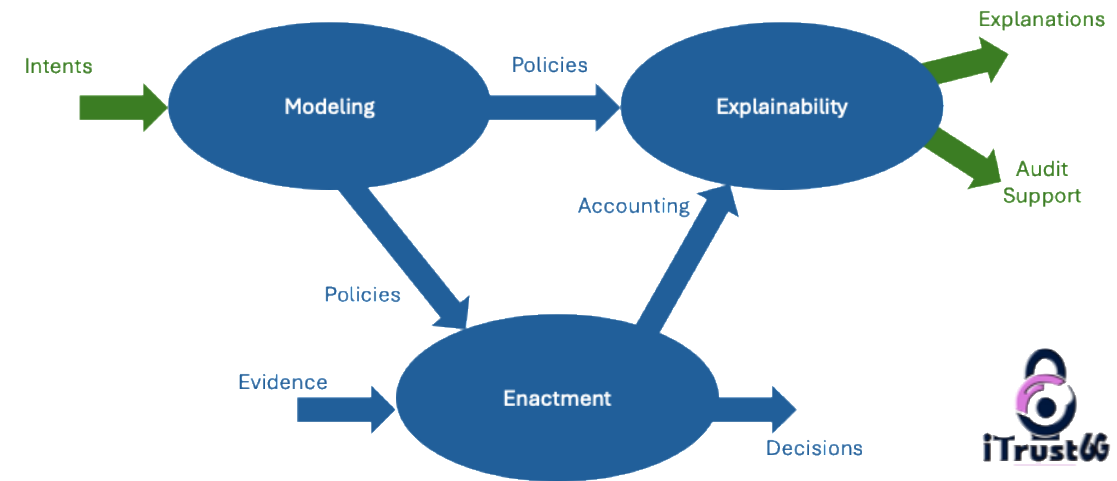 Explanations
Intents
Policies
Modeling
Explainability
Audit
Support
Accounting
Policies
Evidence
Enactment
Decisions
iTrust6G